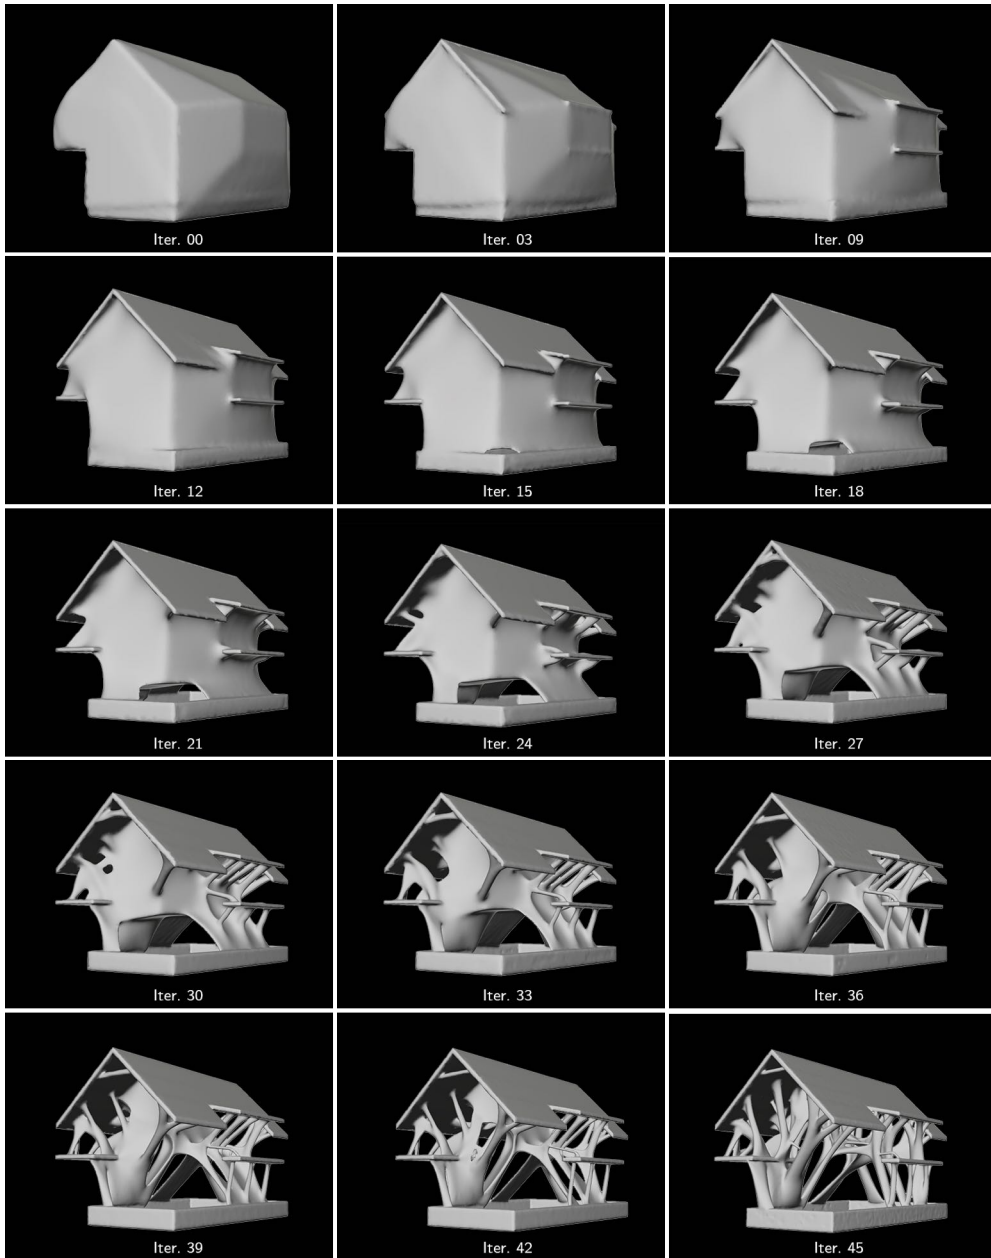 Iter. 00
Iter. 03
Iter. 09
Iter. 12
Iter. 15
Iter. 18
Iter. 21
Iter. 24
Iter. 27
Iter. 30
Iter. 33
Iter. 36
Iter. 39
Iter. 42
Iter. 45